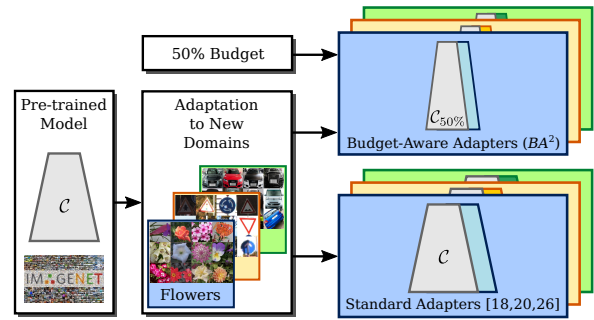 50% Budget
Pre-trained
Model
C
IMAGENET
Adaptation
to New
Domains
Flowers
C50%
Budget-Aware Adapters (BA²)
C
Standard Adapters [18,20,26]